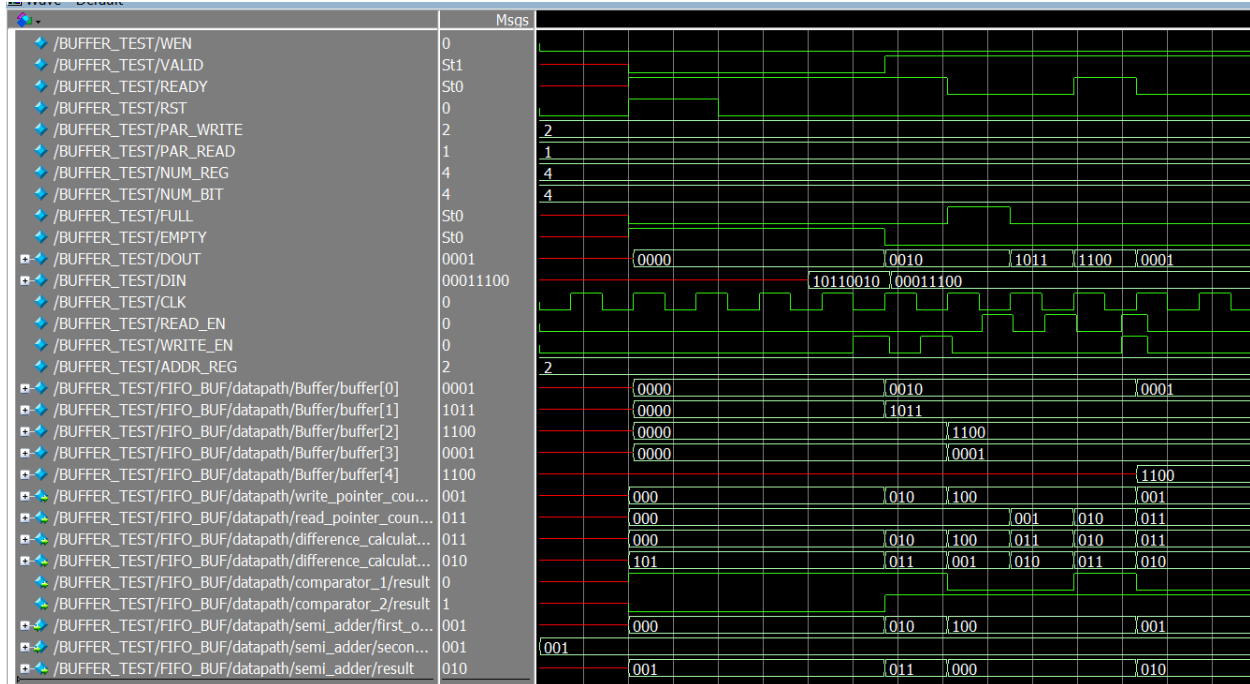 Wave - Default
Msgs
/BUFFER_TEST/WEN 0
/BUFFER_TEST/VALID St1
/BUFFER_TEST/READY St0
/BUFFER_TEST/RST 0
/BUFFER_TEST/PAR_WRITE 2 2
/BUFFER_TEST/PAR_READ 1 1
/BUFFER_TEST/NUM_REG 4 4
/BUFFER_TEST/NUM_BIT 4 4
/BUFFER_TEST/FULL St0
/BUFFER_TEST/EMPTY St0
/BUFFER_TEST/DOUT 0001 0000 0010 1011 1100 0001
/BUFFER_TEST/DIN 00011100 10110010 00011100
/BUFFER_TEST/CLK 0
/BUFFER_TEST/READ_EN 0
/BUFFER_TEST/WRITE_EN 0
/BUFFER_TEST/ADDR_REG 2 2
/BUFFER_TEST/FIFO_BUF/datapath/Buffer/buffer[0] 0001 0000 0010 0001
/BUFFER_TEST/FIFO_BUF/datapath/Buffer/buffer[1] 1011 0000 1011
/BUFFER_TEST/FIFO_BUF/datapath/Buffer/buffer[2] 1100 0000 1100
/BUFFER_TEST/FIFO_BUF/datapath/Buffer/buffer[3] 0001 0000 0001
/BUFFER_TEST/FIFO_BUF/datapath/Buffer/buffer[4] 1100 1100
/BUFFER_TEST/FIFO_BUF/datapath/write_pointer_cou... 001 000 010 100 001
/BUFFER_TEST/FIFO_BUF/datapath/read_pointer_coun... 011 000 001 010 011
/BUFFER_TEST/FIFO_BUF/datapath/difference_calculat... 011 000 010 100 011 010 011
/BUFFER_TEST/FIFO_BUF/datapath/difference_calculat... 010 101 011 001 010 011 010
/BUFFER_TEST/FIFO_BUF/datapath/comparator_1/result 0
/BUFFER_TEST/FIFO_BUF/datapath/comparator_2/result 1
/BUFFER_TEST/FIFO_BUF/datapath/semi_adder/first_o... 001 000 010 100 001
/BUFFER_TEST/FIFO_BUF/datapath/semi_adder/secon... 001 001
/BUFFER_TEST/FIFO_BUF/datapath/semi_adder/result 010 001 011 000 010